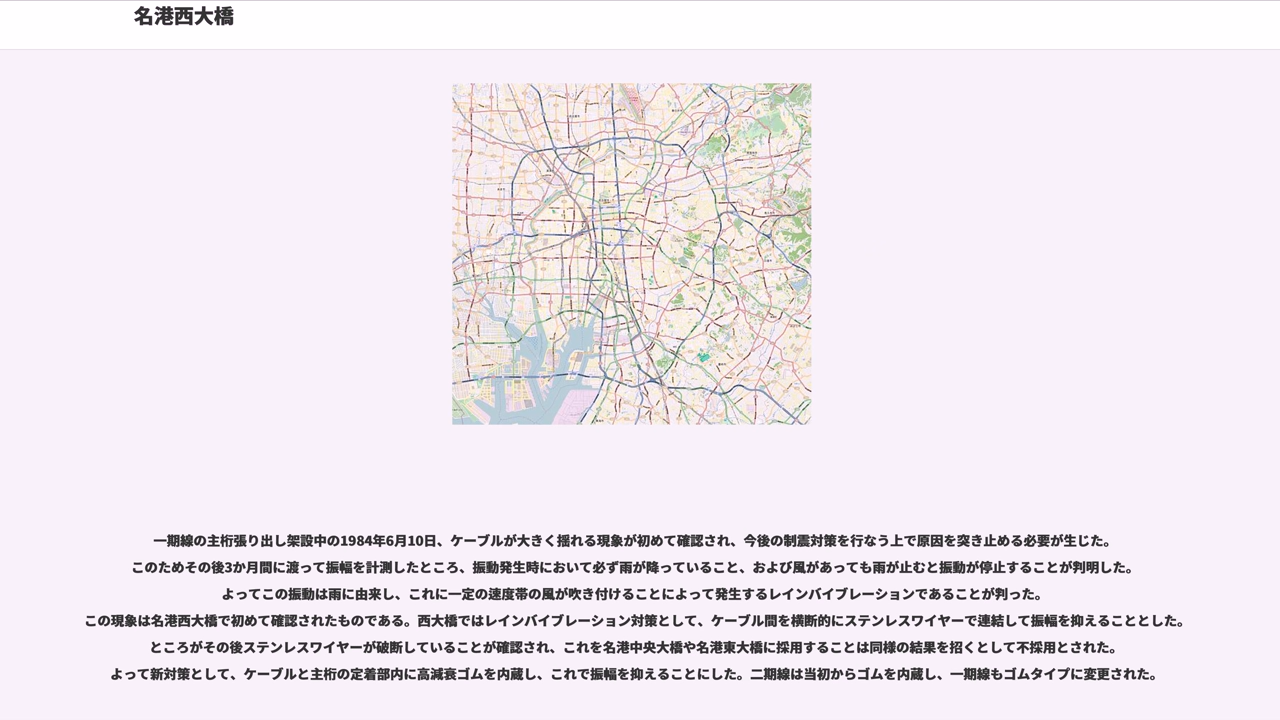 名港西大橋
一期線の主桁張り出し架設中の1984年6月10日、ケーブルが大きく揺れる現象が初めて確認され、今後の制震対策を行なう上で原因を突き止める必要が生じた。
このためその後3か月間に渡って振幅を計測したところ、振動発生時において必ず雨が降っていること、および風があっても雨が止むと振動が停止することが判明した。
よってこの振動は雨に由来し、これに一定の速度帯の風が吹き付けることによって発生するレインバイブレーションであることが判った。
この現象は名港西大橋で初めて確認されたものである。西大橋ではレインバイブレーション対策として、ケーブル間を横断的にステンレスワイヤーで連結して振幅を抑えることとした。
ところがその後ステンレスワイヤーが破断していることが確認され、これを名港中央大橋や名港東大橋に採用することは同様の結果を招くとして不採用とされた。
よって新対策として、ケーブルと主桁の定着部内に高減衰ゴムを内蔵し、これで振幅を抑えることにした。二期線は当初からゴムを内蔵し、一期線もゴムタイプに変更された。